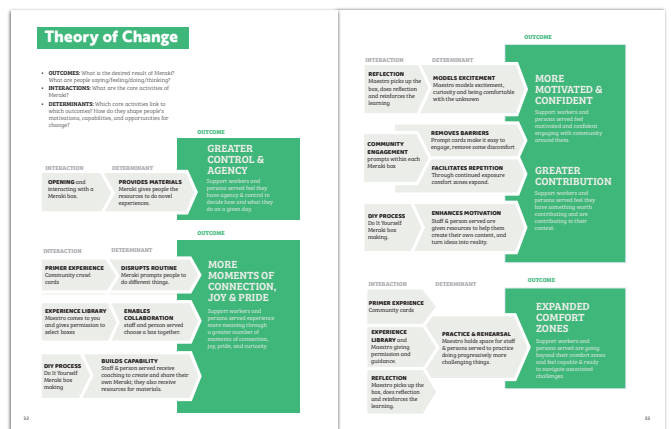 Theory of Change
• OUTCOMES: What is the desired result of Meraki?
What are people saying/feeling/doing/thinking?
• INTERACTIONS: What are the core activities of
Meraki?
• DETERMINANTS: Which core activities link to
which outcomes? How do they shape people's
motivations, capabilities, and opportunities for
change?
OUTCOME
INTERACTION
DETERMINANT
OPENING and
interacting with a
Meraki box.
PROVIDES MATERIALS
Meraki gives people the
resources to do novel
experiences.
GREATER
CONTROL &
AGENCY
Support workers and
persons served feel they
have agency & control to
decide how and what they
do on a given day.
OUTCOME
INTERACTION
DETERMINANT
PRIMER EXPERIENCE
Community crawl
cards
DISRUPTS ROUTINE
Meraki prompts people to
do different things.
EXPERIENCE LIBRARY
Maestro comes to you
and gives permission to
select boxes
ENABLES
COLLABORATION
staff and person served
choose a box together.
DIY PROCESS
Do It Yourself
Meraki box
making
BUILDS CAPABILITY
Staff & person served receive
coaching to create and share their
own Meraki; they also receive
resources for materials.
MORE
MOMENTS OF
CONNECTION,
JOY & PRIDE
Support workers and
persons served experience
more meaning through
a greater number of
moments of connection,
joy, pride, and curiosity.
52
OUTCOME
INTERACTION
DETERMINANT
REFLECTION
Maestro picks up the
box, does reflection
and reinforces the
learning
MODELS EXCITEMENT
Maestro models excitement,
curiosity and being comfortable
with the unknown
COMMUNITY
ENGAGEMENT
prompts within each
Meraki box
REMOVES BARRIERS
Prompt cards make it easy to
engage, remove some discomfort
FACILITATES REPETITION
Through continued exposure
comfort zones expand.
DIY PROCESS
Do It Yourself
Meraki box
making.
ENHANCES MOTIVATION
Staff & person served are
given resources to help them
create their own content, and
turn ideas into reality.
MORE
MOTIVATED &
CONFIDENT
Support workers and
persons served feel
motivated and confident
engaging with community
around them.
GREATER
CONTRIBUTION
Support workers and
persons served feel they
have something worth
contributing and are
contributing to their
context.
OUTCOME
INTERACTION
DETERMINANT
PRIMER EXPRIENCE
Community cards
EXPERIENCE
LIBRARY and
Maestro giving
permission and
guidance.
REFLECTION
Maestro picks up the
box, does reflection
and reinforces the
learning.
PRACTICE & REHEARSAL
Maestro holds space for staff
& persons served to practice
doing progressively more
challenging things.
EXPANDED
COMFORT
ZONES
Support workers and
persons served are going
beyond their comfort zones
and feel capable & ready
to navigate associated
challenges.